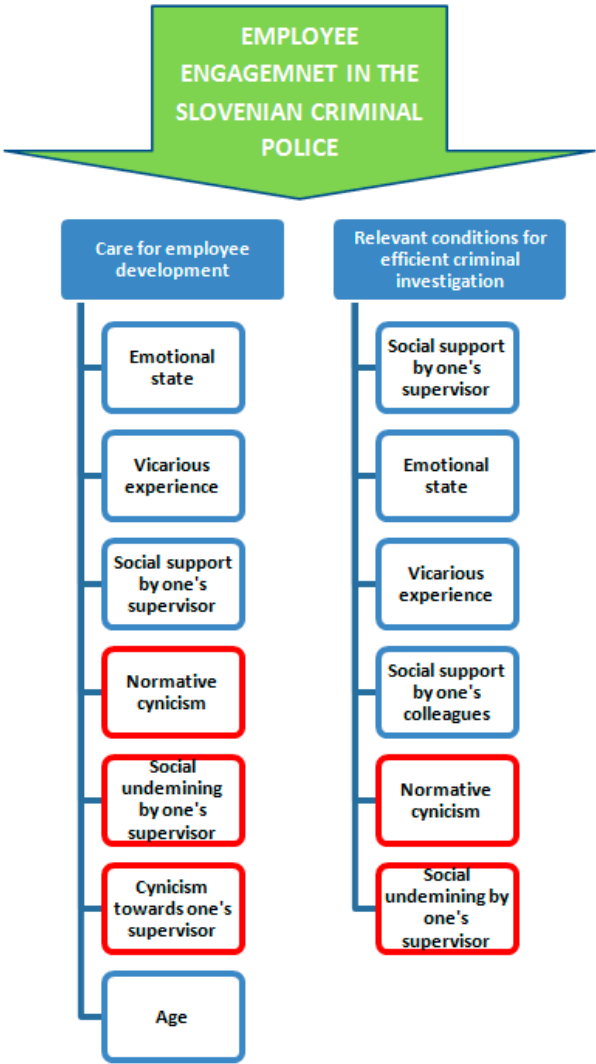 EMPLOYEE
ENGAGEMNET IN THE
SLOVENIAN CRIMINAL
POLICE
Care for employee
development
Emotional
state
Vicarious
experience
Social support
by one's
supervisor
Normative
cynicism
Social
undemining
by one's
supervisor
Cynicism
towards one's
supervisor
Age
Relevant conditions for
efficient criminal
investigation
Social support
by one's
supervisor
Emotional
state
Vicarious
experience
Social support
by one's
colleagues
Normative
cynicism
Social
undemining by
one's
supervisor